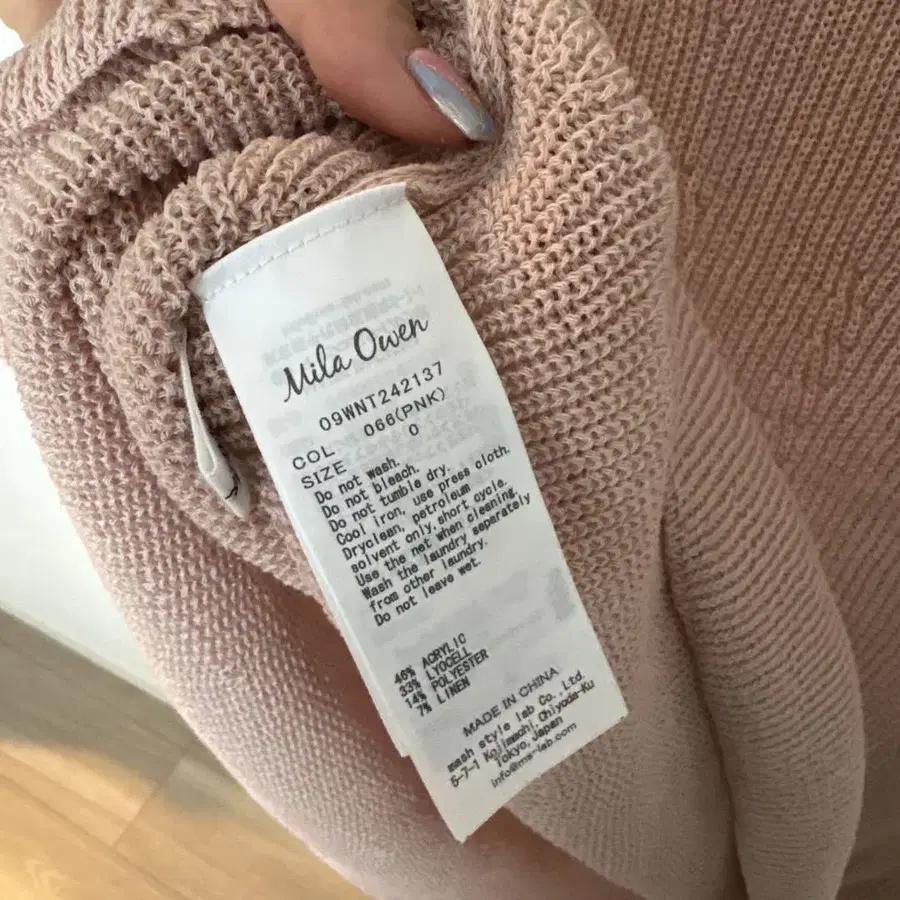 Mila Owen
09WNT242137
COL 066(PNK)
SIZE 0
Do not wash.
Do not bleach.
Do not tumble dry.
Cool iron, use press cloth.
Dryclean, petroleum
solvent only,short cycle.
Use the net when cleaning.
Wash the laundry separately
from other laundry.
Do not leave wet.
46% ACRYLIC
33% LYOCELL
14% POLYESTER
7% LINEN
MADE IN CHINA
mash style lab Co.,Ltd.
5-7-1 Kojimachi,Chiyoda-Ku
Tokyo,Japan
info@ms-lab.com